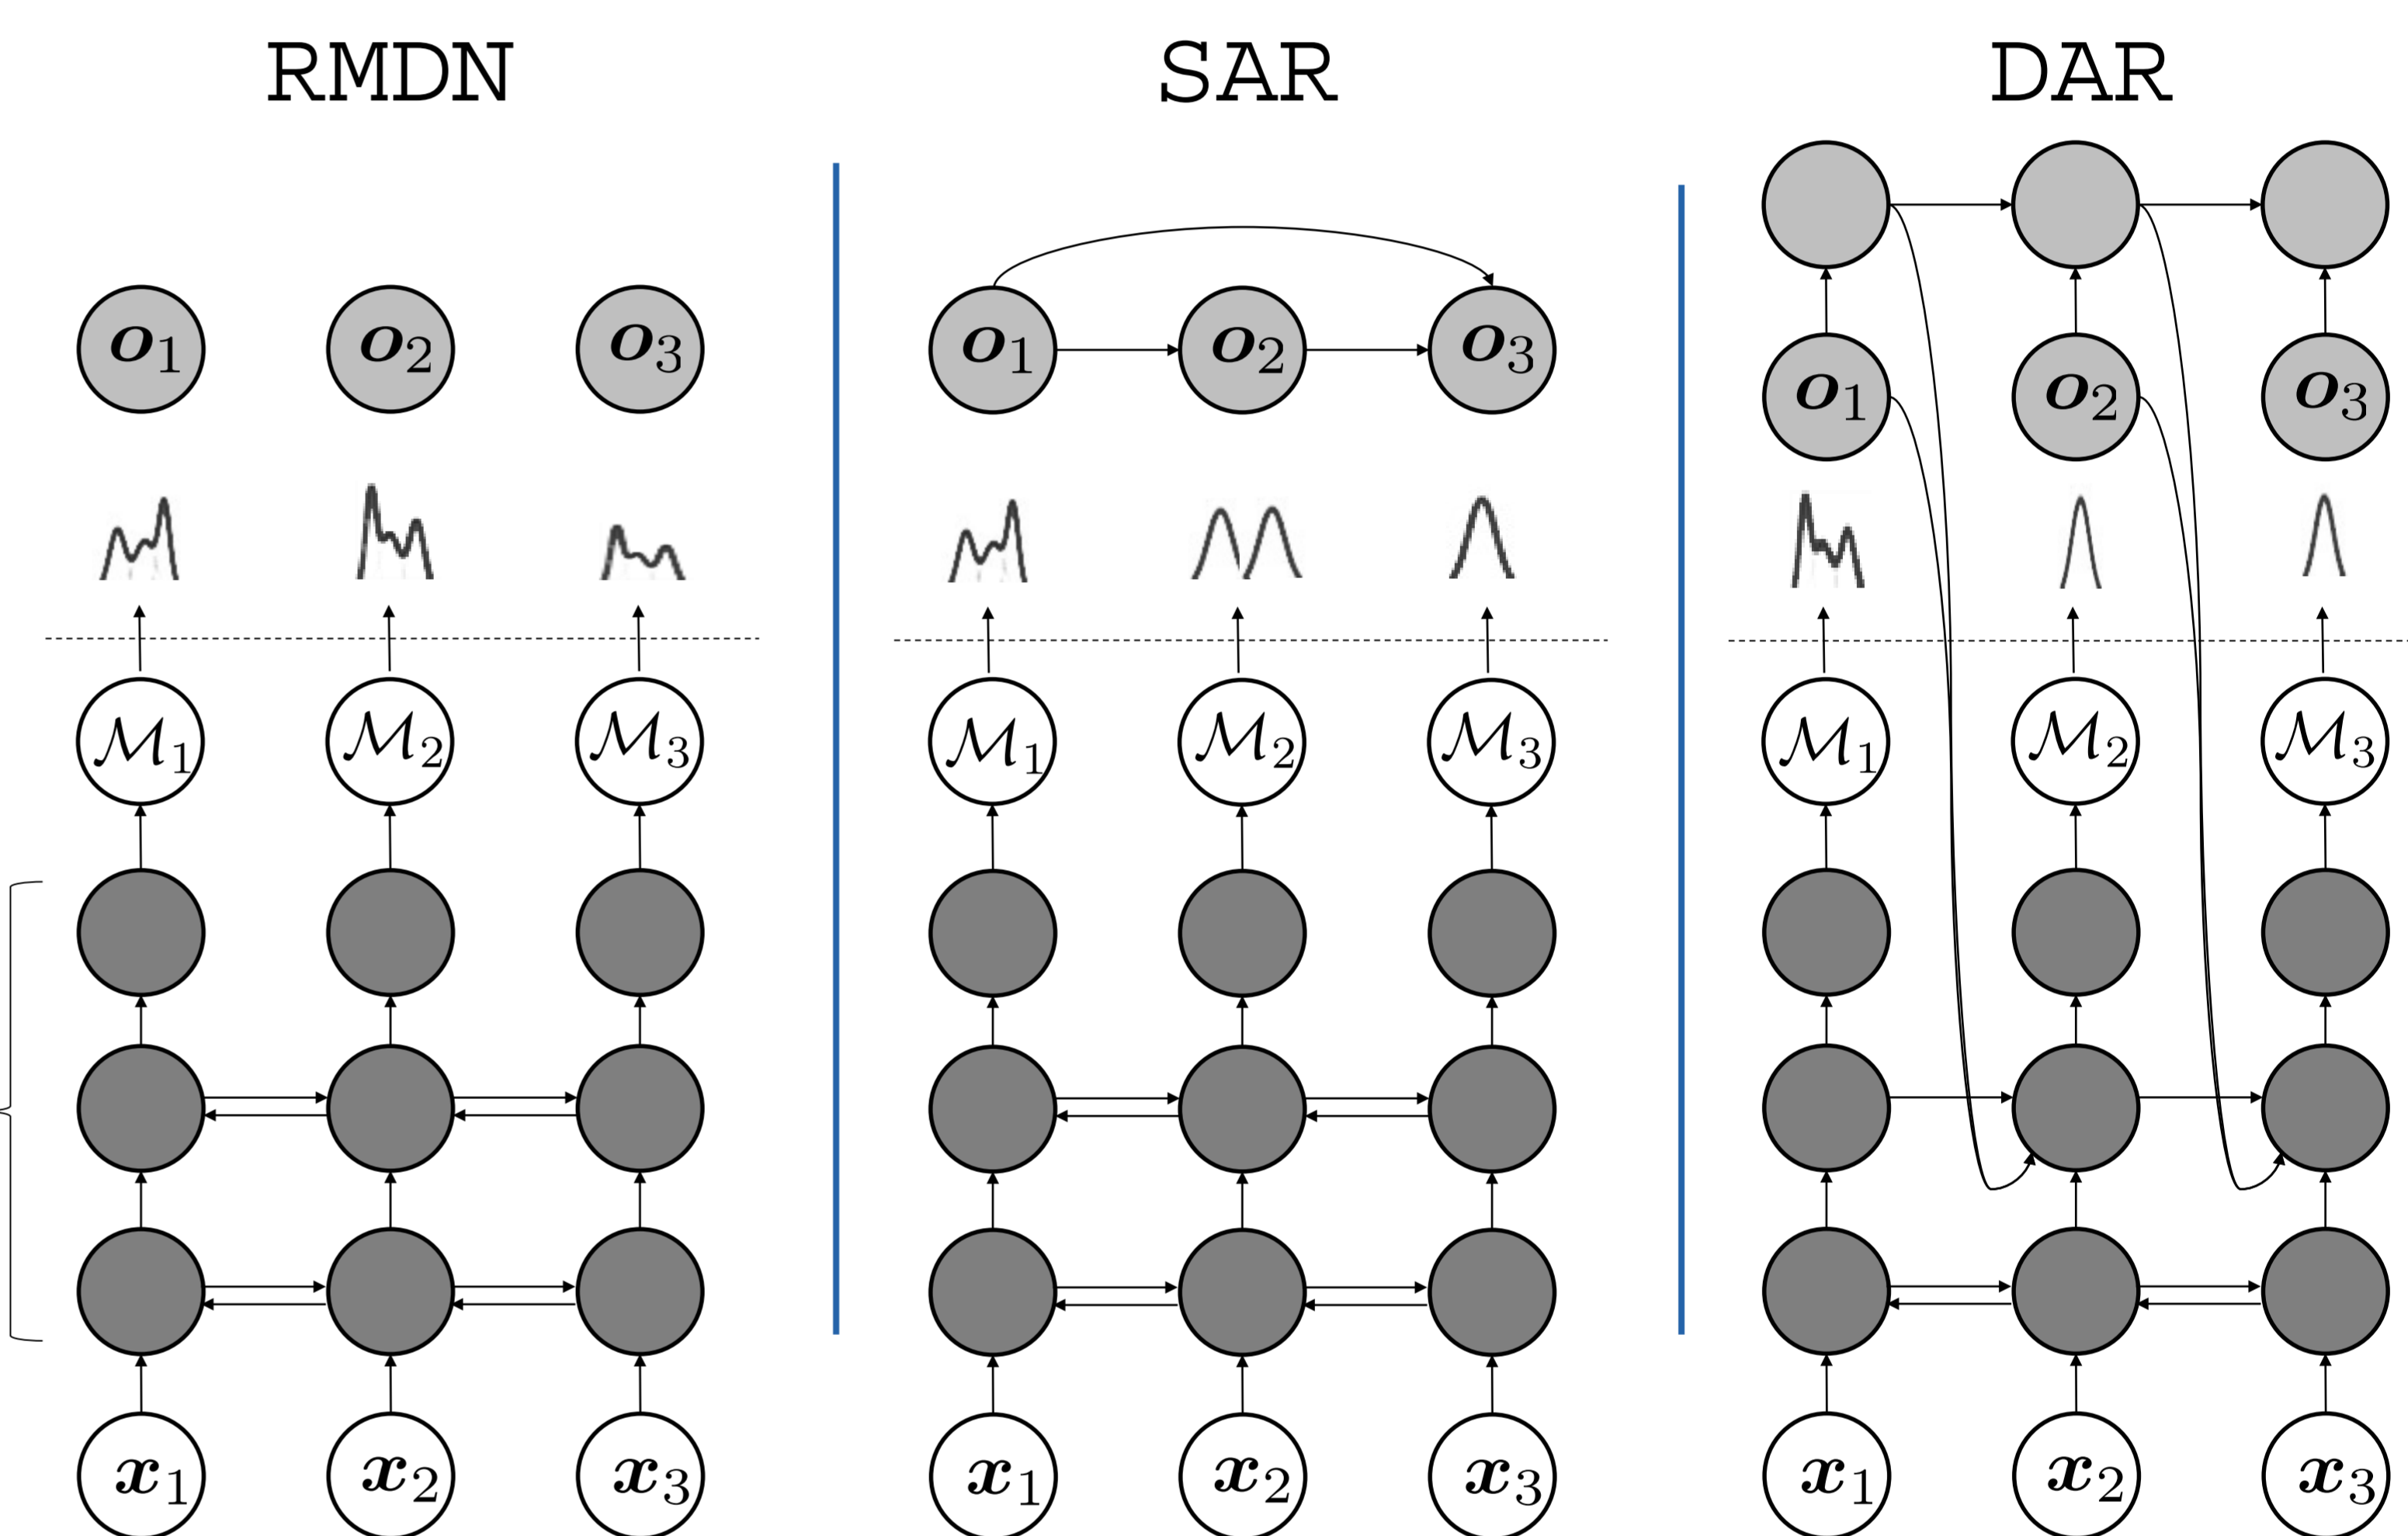 RMDN SAR DAR
o1 o2 o3 o1 o2 o3 o1 o2 o3
M1 M2 M3 M1 M2 M3 M1 M2 M3
x1 x2 x3 x1 x2 x3 x1 x2 x3